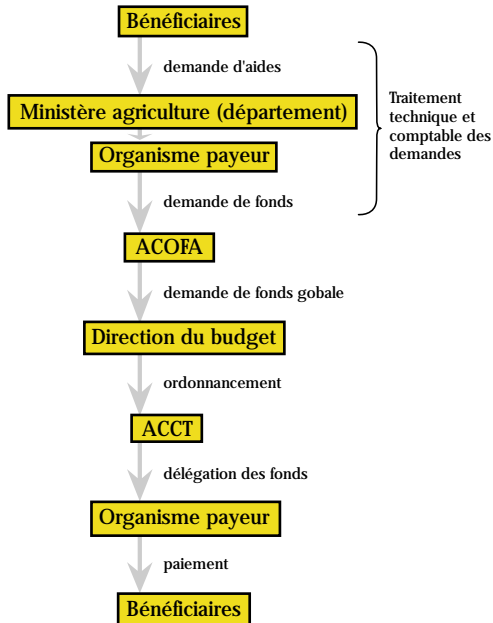 Bénéficiaires
demande d'aides
Ministère agriculture (département)
Organisme payeur
Traitement
technique et
comptable des
demandes
demande de fonds
ACOFA
demande de fonds gobale
Direction du budget
ordonnancement
ACCT
délégation des fonds
Organisme payeur
paiement
Bénéficiaires